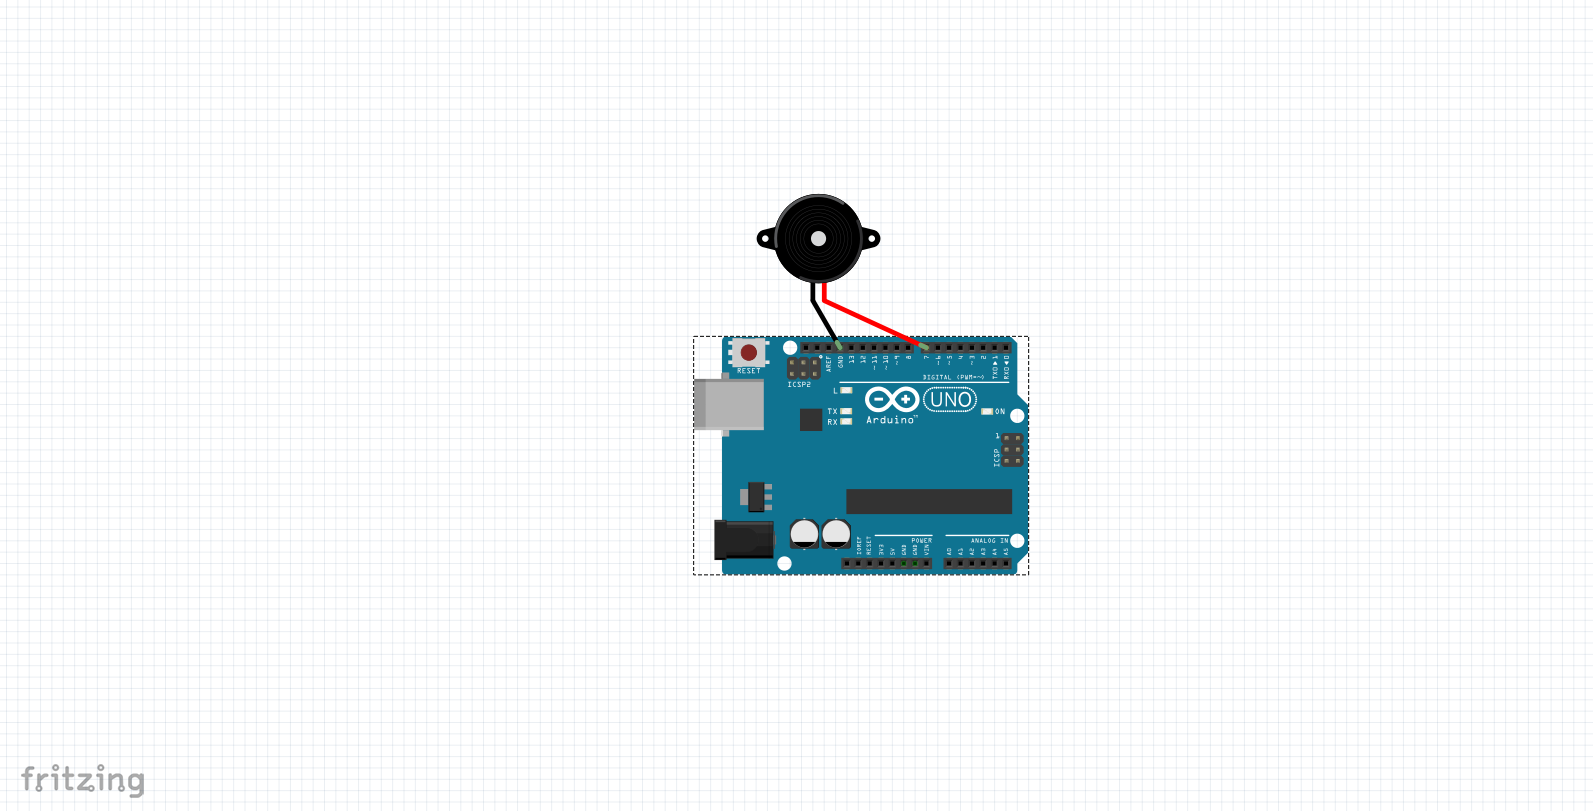 RESET
ICSP2
AREF
GND
13
12
~11
~10
~9
8
7
~6
~5
4
~3
2
TX0▶1
RX0◀0
DIGITAL (PWM=~)
L
TX
RX
UNO
Arduino™
ON
1
ICSP
POWER
ANALOG IN
IOREF
RESET
3V3
5V
GND
GND
VIN
A0
A1
A2
A3
A4
A5
fritzing